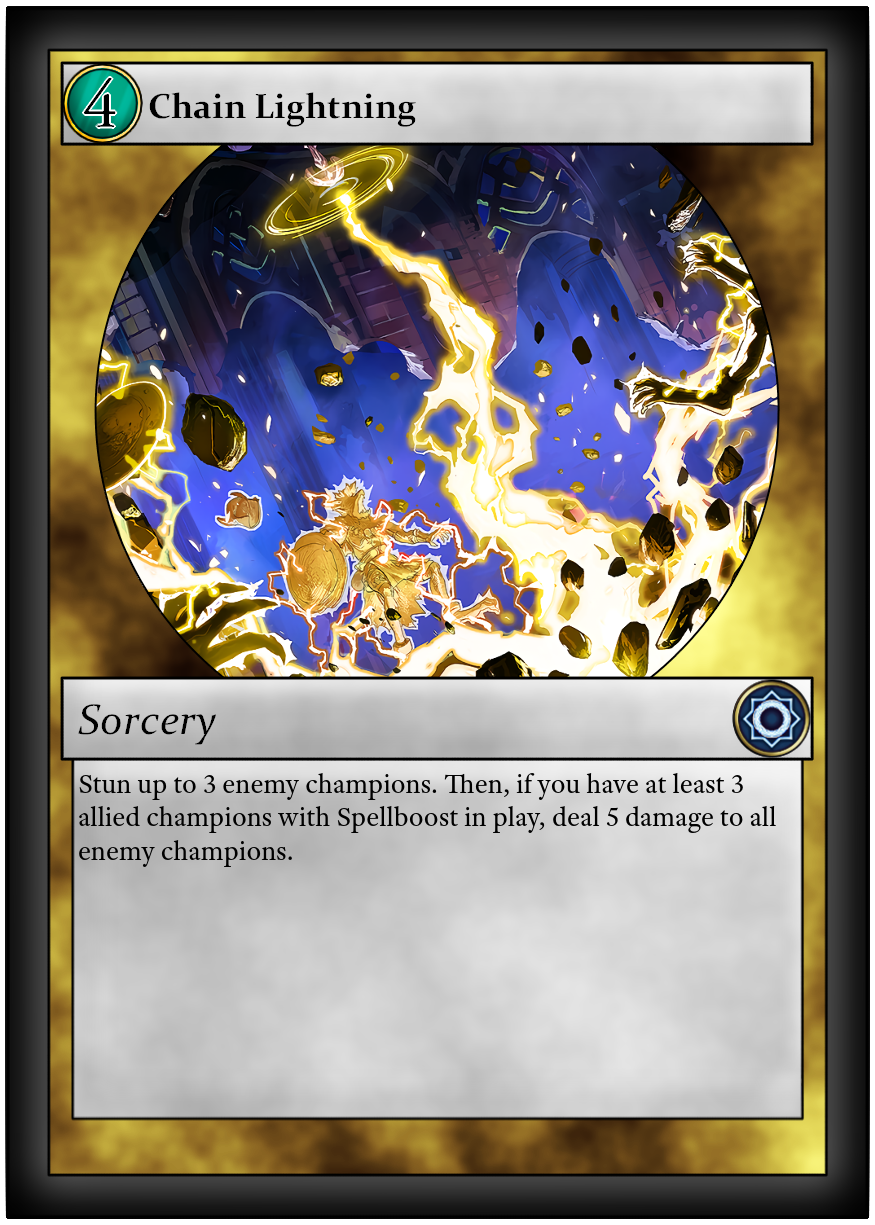 4 Chain Lightning
Sorcery
Stun up to 3 enemy champions. Then, if you have at least 3
allied champions with Spellboost in play, deal 5 damage to all
enemy champions.